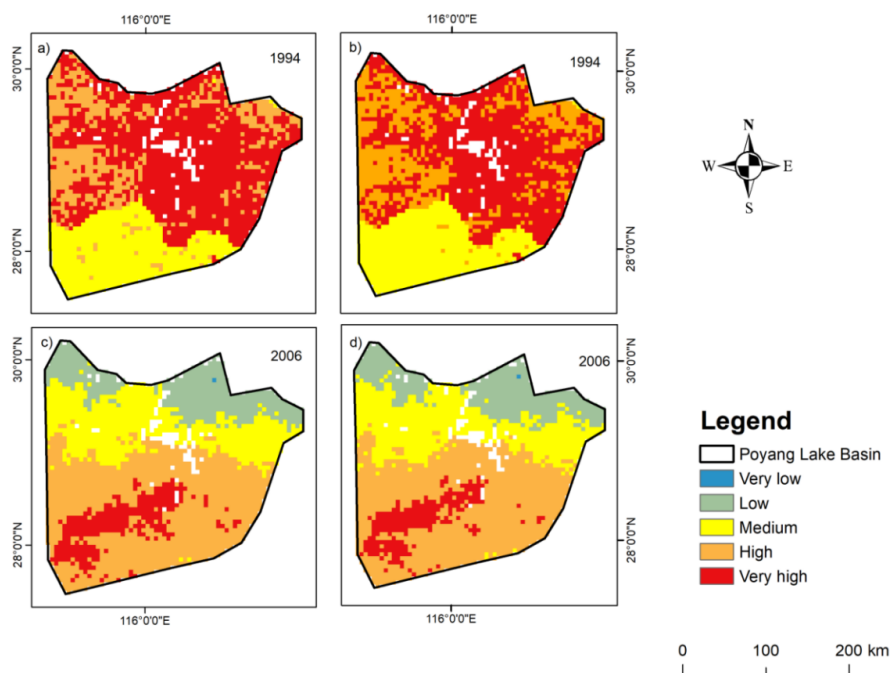 116°0'0"E
116°0'0"E
a)
1994
b)
1994
30°0'0"N
30°0'0"N
28°0'0"N
28°0'0"N
N
W
E
S
c)
2006
d)
2006
30°0'0"N
30°0'0"N
28°0'0"N
28°0'0"N
116°0'0"E
116°0'0"E
Legend
Poyang Lake Basin
Very low
Low
Medium
High
Very high
0 100 200 km